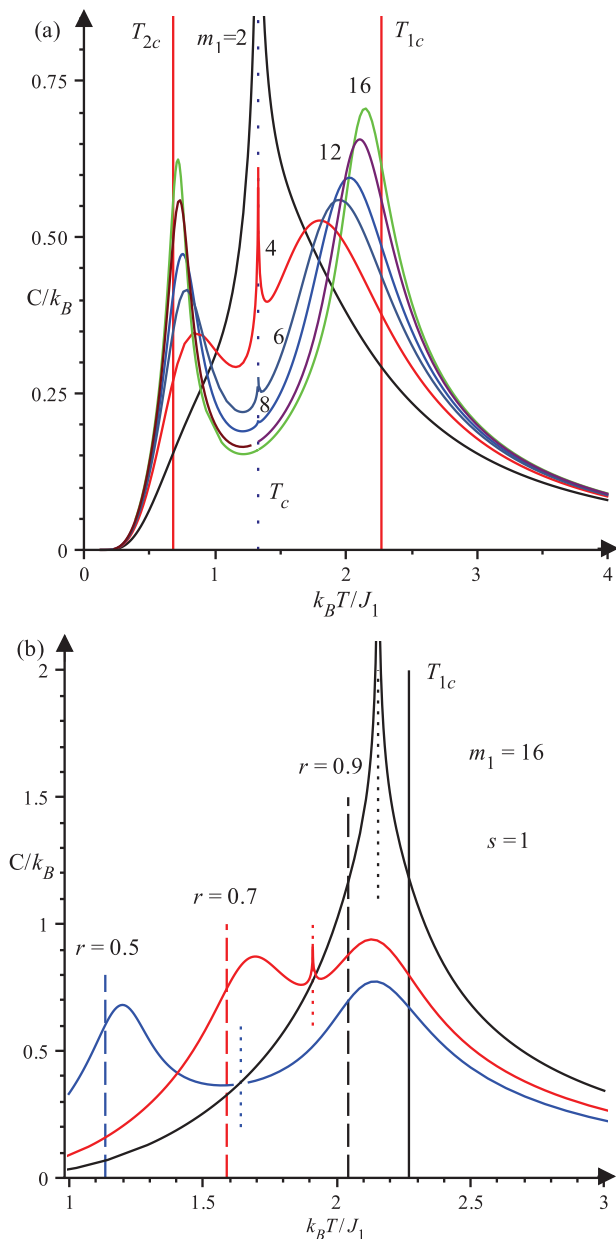 (a)
T2c
m1=2
T1c
16
0.75
12
0.50
4
C/kB
6
0.25
8
Tc
0
0 1 2 3 4
kBT/J1
(b)
2
T1c
r = 0.9
m1 = 16
1.5
s = 1
C/kB
r = 0.7
1
r = 0.5
0.5
0
1 1.5 2 2.5 3
kBT/J1